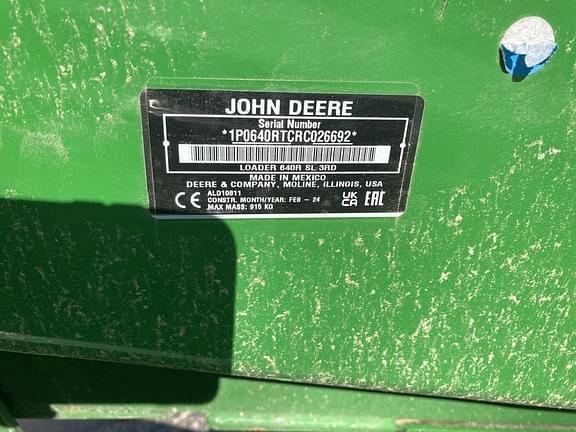 JOHN DEERE
Serial Number
*1P0640RTCRC026692*
LOADER 640R SL 3RD
MADE IN MEXICO
DEERE & COMPANY, MOLINE, ILLINOIS, USA
CE ALD10811 UK CA EAC
CONSTR. MONTH/YEAR: FEB - 24
MAX MASS: 915 KG